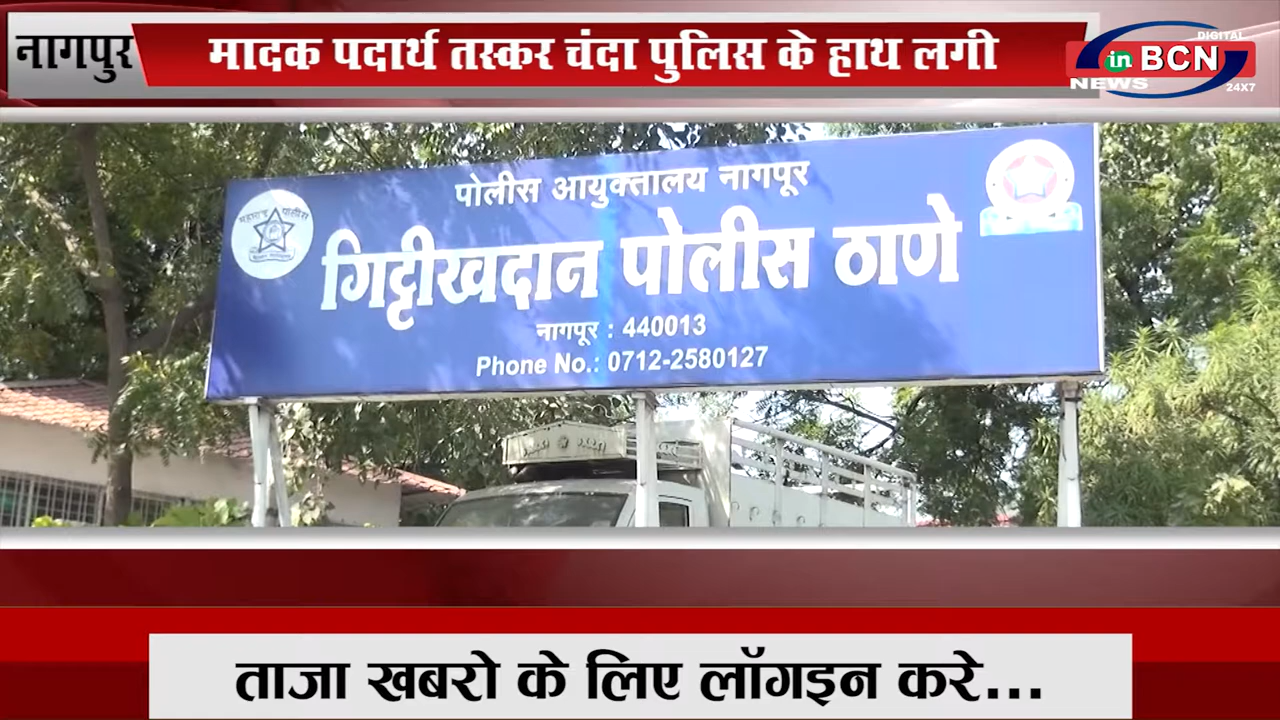 नागपुर
मादक पदार्थ तस्कर चंदा पुलिस के हाथ लगी
DIGITAL
in BCN
NEWS
24X7
पोलीस आयुक्तालय नागपूर
महाराष्ट्र पोलीस
गिट्टीखदान पोलीस ठाणे
नागपूर : 440013
Phone No.: 0712-2580127
ताजा खबरो के लिए लॉगइन करे...